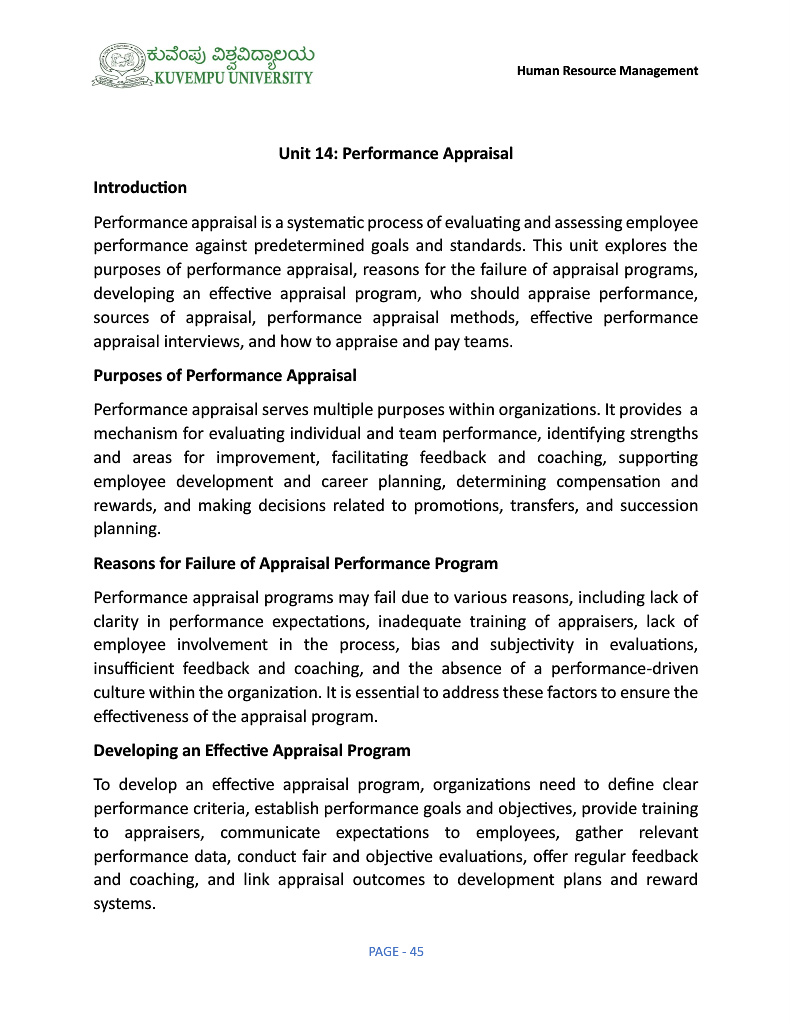 ಕುವೆಂಪು ವಿಶ್ವವಿದ್ಯಾಲಯ
KUVEMPU UNIVERSITY
Human Resource Management
Unit 14: Performance Appraisal
Introduction
Performance appraisal is a systematic process of evaluating and assessing employee
performance against predetermined goals and standards. This unit explores the
purposes of performance appraisal, reasons for the failure of appraisal programs,
developing an effective appraisal program, who should appraise performance,
sources of appraisal, performance appraisal methods, effective performance
appraisal interviews, and how to appraise and pay teams.
Purposes of Performance Appraisal
Performance appraisal serves multiple purposes within organizations. It provides a
mechanism for evaluating individual and team performance, identifying strengths
and areas for improvement, facilitating feedback and coaching, supporting
employee development and career planning, determining compensation and
rewards, and making decisions related to promotions, transfers, and succession
planning.
Reasons for Failure of Appraisal Performance Program
Performance appraisal programs may fail due to various reasons, including lack of
clarity in performance expectations, inadequate training of appraisers, lack of
employee involvement in the process, bias and subjectivity in evaluations,
insufficient feedback and coaching, and the absence of a performance-driven
culture within the organization. It is essential to address these factors to ensure the
effectiveness of the appraisal program.
Developing an Effective Appraisal Program
To develop an effective appraisal program, organizations need to define clear
performance criteria, establish performance goals and objectives, provide training
to appraisers, communicate expectations to employees, gather relevant
performance data, conduct fair and objective evaluations, offer regular feedback
and coaching, and link appraisal outcomes to development plans and reward
systems.
PAGE - 45